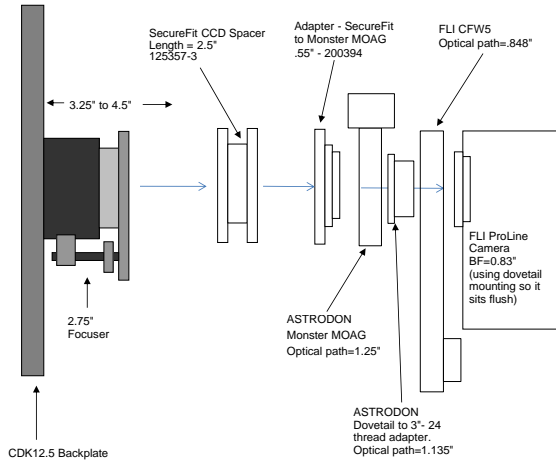 SecureFit CCD Spacer
Length = 2.5"
125357-3
Adapter - SecureFit
to Monster MOAG
.55" - 200394
FLI CFW5
Optical path=.848"
3.25" to 4.5"
FLI ProLine
Camera
BF=0.83"
(using dovetail
mounting so it
sits flush)
2.75"
Focuser
ASTRODON
Monster MOAG
Optical path=1.25"
ASTRODON
Dovetail to 3"- 24
thread adapter.
Optical path=1.135"
CDK12.5 Backplate